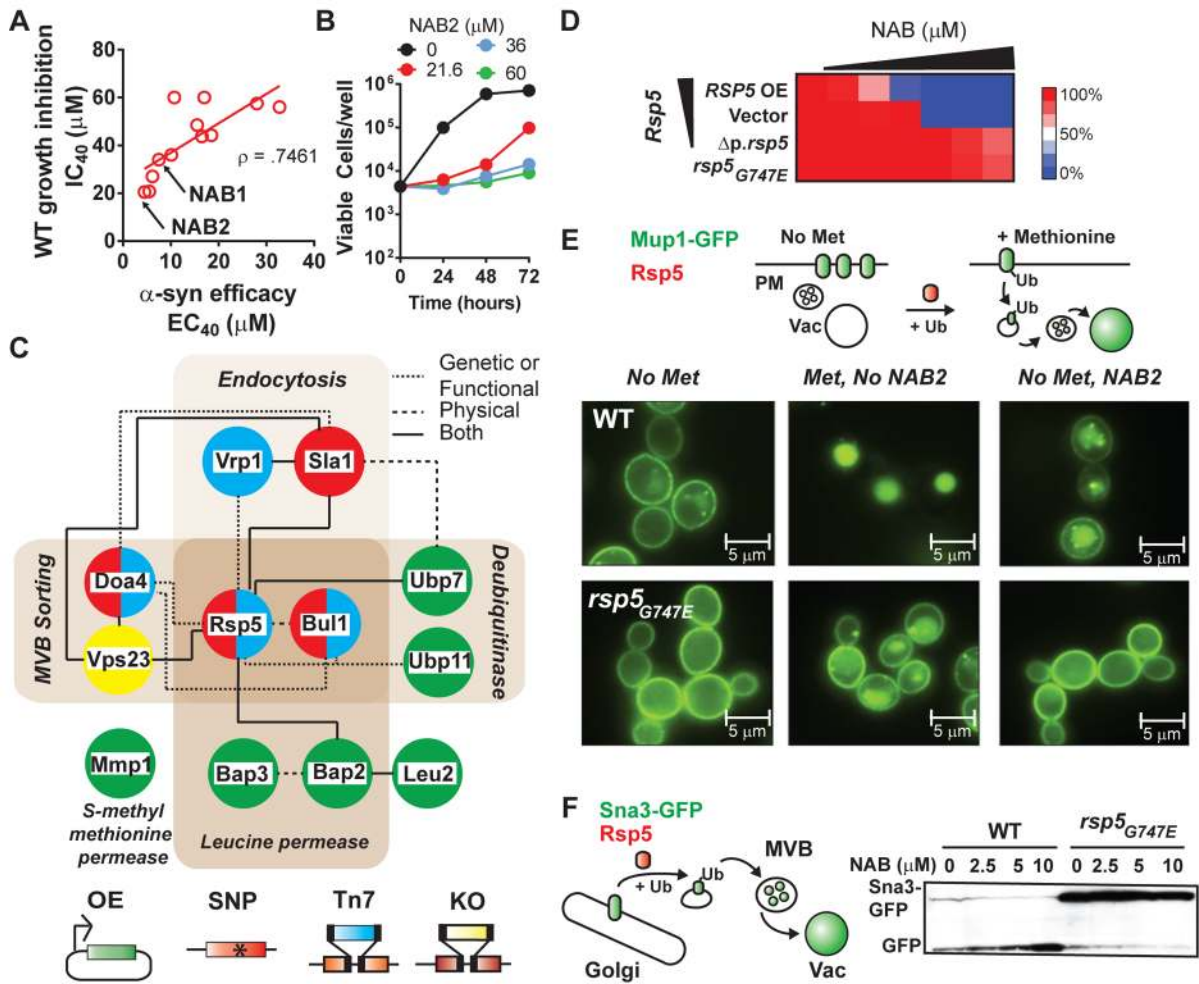 A
WT growth inhibition
IC40 (μM)
80
60
40
20
0
0 10 20 30 40
ρ = .7461
NAB1
NAB2
α-syn efficacy
EC40 (μM)
B
NAB2 (μM)
0
36
21.6
60
Viable Cells/well
10^6
10^5
10^4
10^3
10^2
0 24 48 72
Time (hours)
C
Endocytosis
Genetic or
Functional
Physical
Both
Vrp1
Sla1
MVB Sorting
Deubiquitinase
Doa4
Ubp7
Rsp5
Bul1
Vps23
Ubp11
Mmp1
Bap3
Bap2
Leu2
S-methyl
methionine
permease
Leucine permease
OE
SNP
Tn7
KO
*
D
NAB (μM)
Rsp5
RSP5 OE
Vector
Δp.rsp5
rsp5G747E
100%
50%
0%
E
Mup1-GFP
Rsp5
No Met
+ Methionine
PM
Vac
+ Ub
Ub
Ub
No Met
Met, No NAB2
No Met, NAB2
WT
5 μm
5 μm
5 μm
rsp5G747E
5 μm
5 μm
5 μm
F
Sna3-GFP
Rsp5
+ Ub
Ub
MVB
Golgi
Vac
WT
rsp5G747E
NAB (μM)
0 2.5 5 10 0 2.5 5 10
Sna3-
GFP
GFP